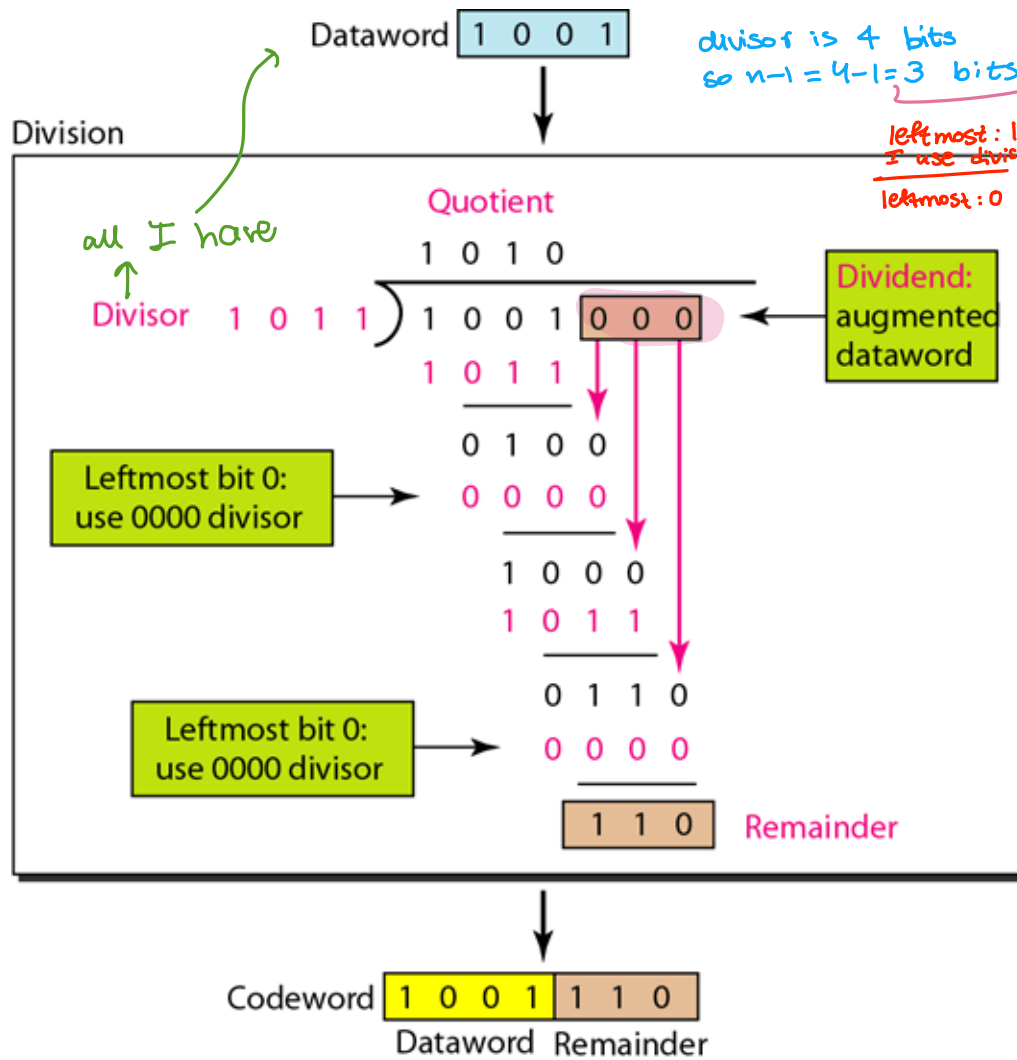 Dataword 1 0 0 1
divisor is 4 bits
so n-1 = 4-1 = 3 bits
Division
leftmost: 1
I use
leftmost: 0
Quotient
all I have
1 0 1 0
Divisor 1 0 1 1 1 0 0 1 0 0 0
Dividend:
augmented
dataword
1 0 1 1
0 1 0 0
Leftmost bit 0:
use 0000 divisor
0 0 0 0
1 0 0 0
1 0 1 1
0 1 1 0
Leftmost bit 0:
use 0000 divisor
0 0 0 0
1 1 0 Remainder
Codeword 1 0 0 1 1 1 0
Dataword Remainder